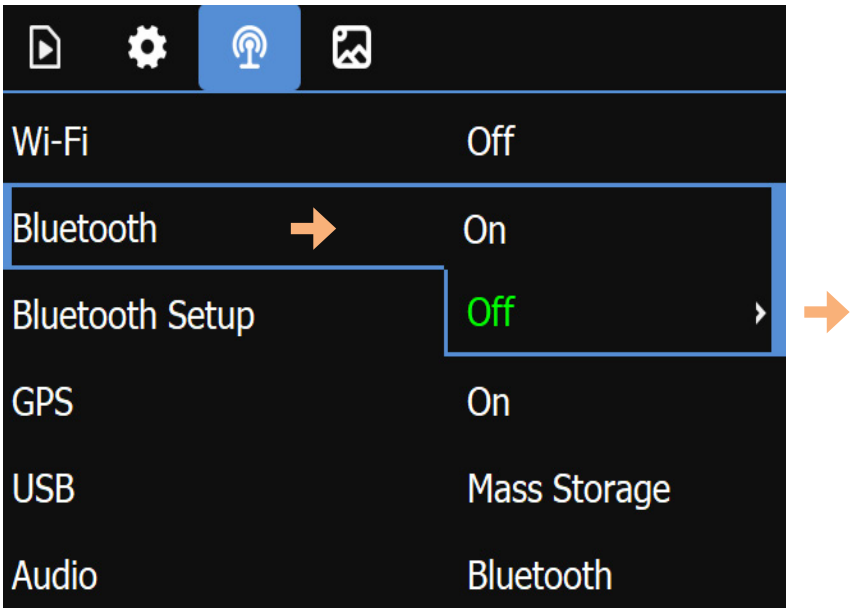 Wi-Fi Off
Bluetooth On
Off
Bluetooth Setup
GPS On
USB Mass Storage
Audio Bluetooth